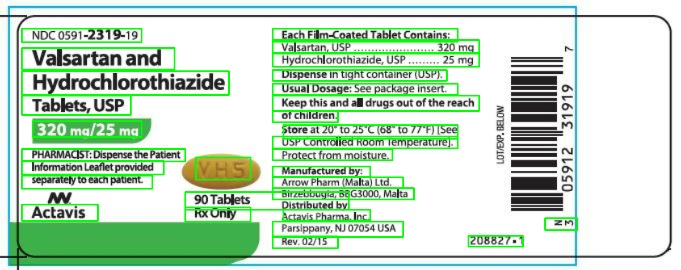 NDC 0591-2319-19
Valsartan and
Hydrochlorothiazide
Tablets, USP
320 mg/25 mg
PHARMACIST: Dispense the Patient
Information Leaflet provided
separately to each patient.
Actavis
VHS
90 Tablets
Rx Only
Each Film-Coated Tablet Contains:
Valsartan, USP ....................... 320 mg
Hydrochlorothiazide, USP ......... 25 mg
Dispense in tight container (USP).
Usual Dosage: See package insert.
Keep this and all drugs out of the reach
of children.
Store at 20° to 25°C (68° to 77°F) [See
USP Controlled Room Temperature].
Protect from moisture.
Manufactured by:
Arrow Pharm (Malta) Ltd.
Birzebbugia, BBG3000, Malta
Distributed by:
Actavis Pharma, Inc.
Parsippany, NJ 07054 USA
Rev. 02/15
LOT/EXP. BELOW
N
3
05912 31919
7
208827-1